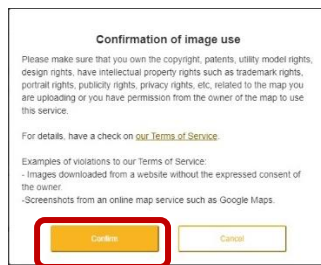 Confirmation of image use
Please make sure that you own the copyright, patents, utility model rights,
design rights, have intellectual property rights such as trademark rights,
portrait rights, publicity rights, privacy rights, etc, related to the map you
are uploading or you have permission from the owner of the map to use
this service.
For details, have a check on our Terms of Service.
Examples of violations to our Terms of Service:
- Images downloaded from a website without the expressed consent of
the owner.
-Screenshots from an online map service such as Google Maps.
Confirm
Cancel